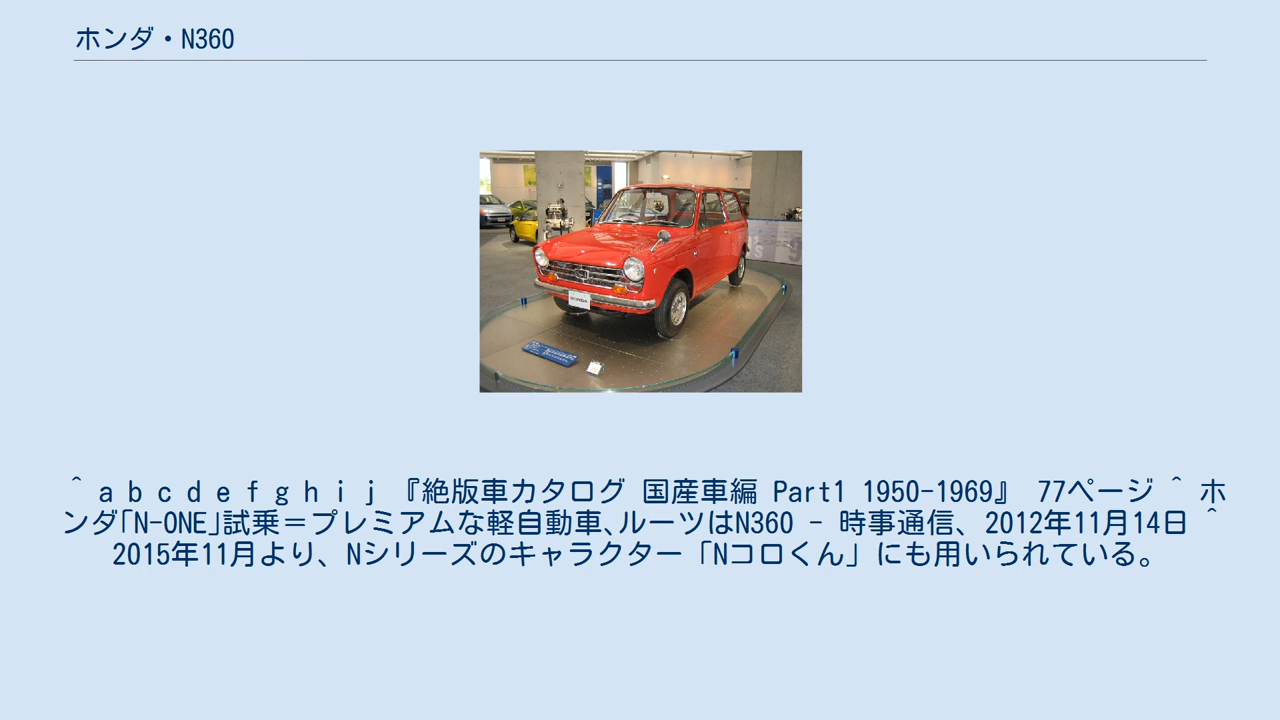 ホンダ・N360
HONDA
^ a b c d e f g h i j 『絶版車カタログ 国産車編 Part1 1950-1969』 77ページ ^ ホ
ンダ｢N-ONE｣試乗＝プレミアムな軽自動車､ルーツはN360 - 時事通信、2012年11月14日 ^
2015年11月より、Nシリーズのキャラクター「Nコロくん」にも用いられている。